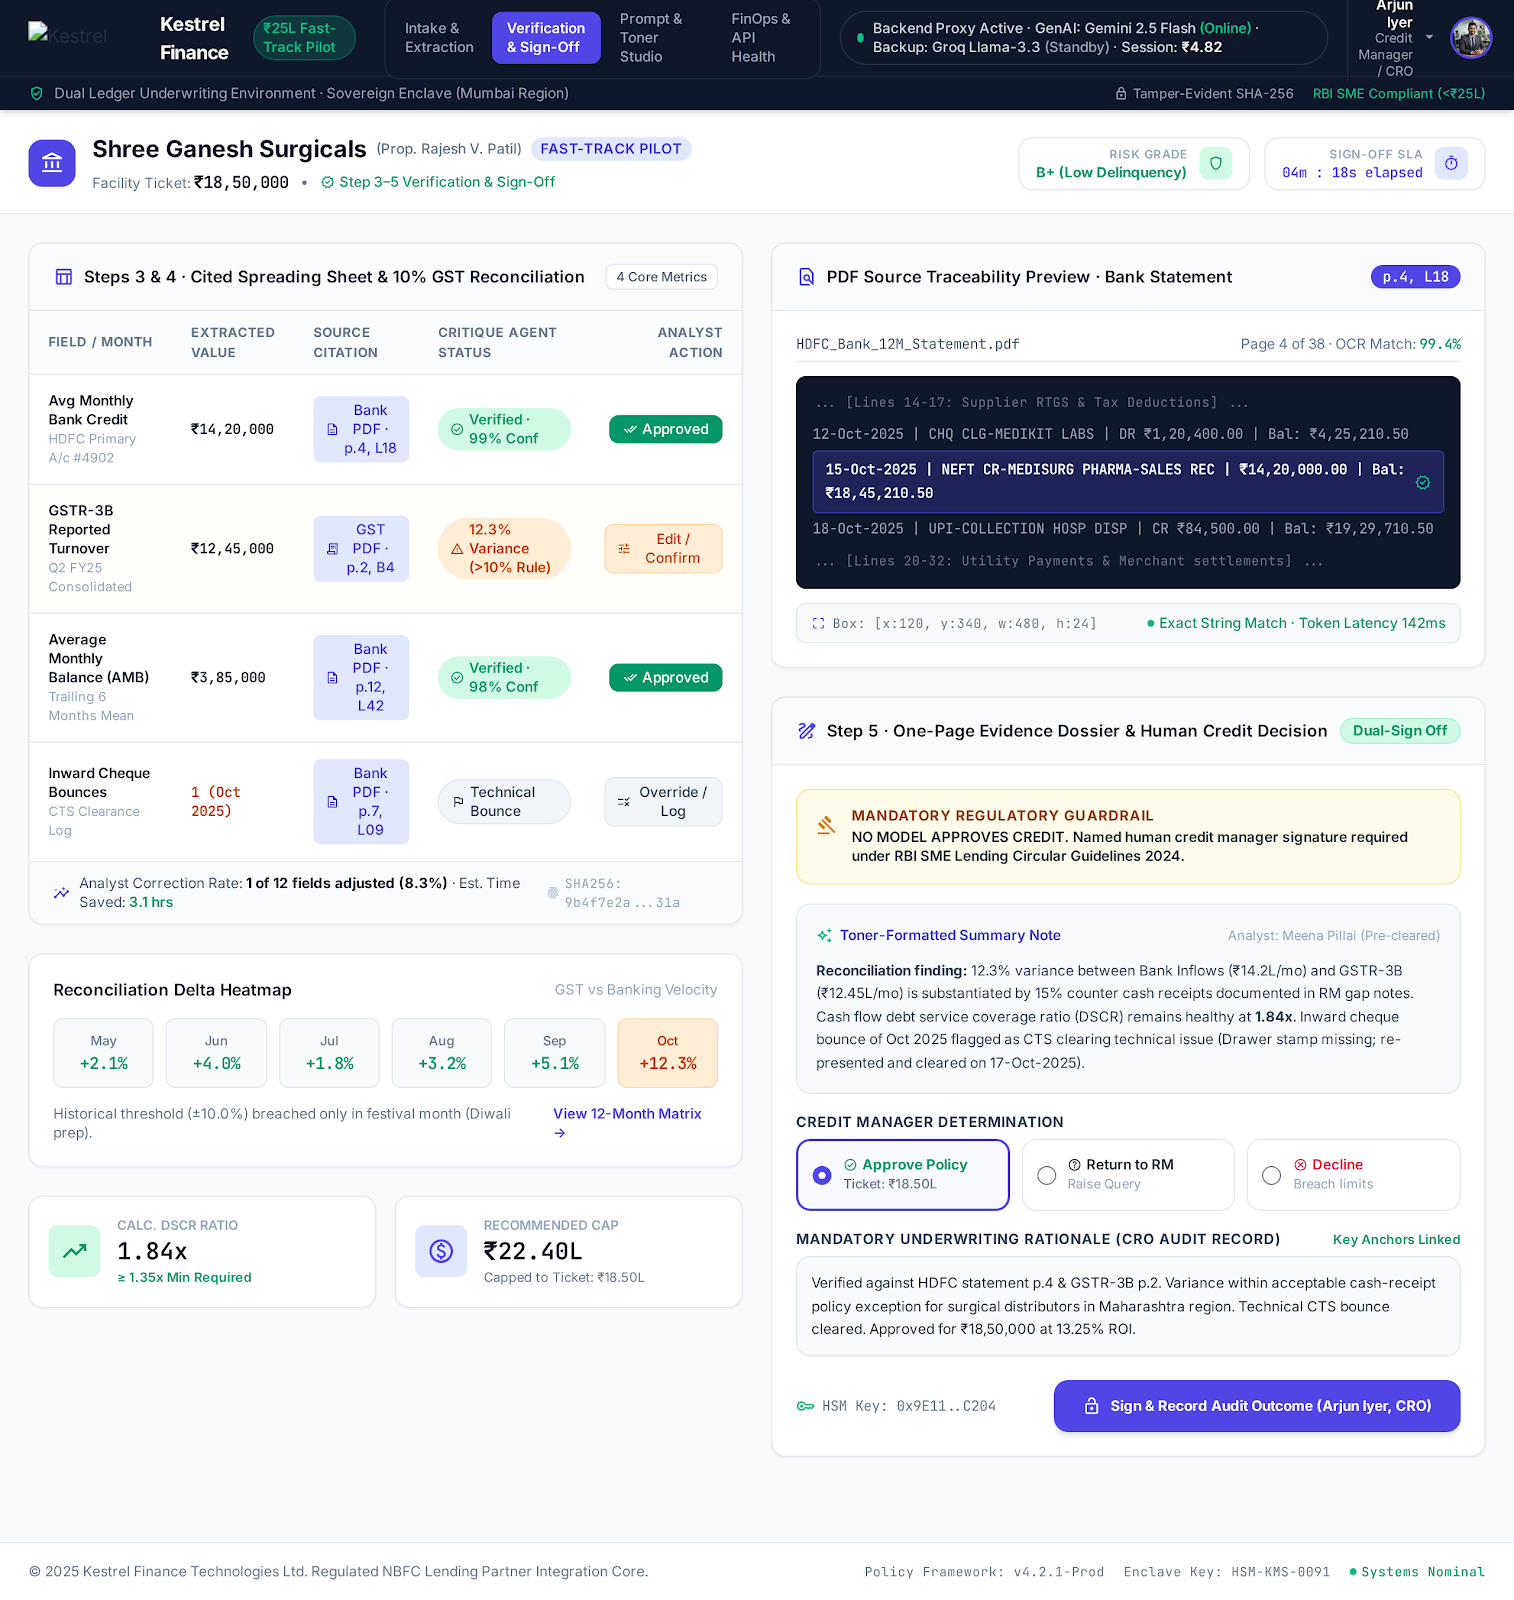 Kestrel
Kestrel
Finance
₹25L Fast-
Track Pilot
Intake &
Extraction
Verification
& Sign-Off
Prompt &
Toner
Studio
FinOps &
API
Health
Backend Proxy Active · GenAI: Gemini 2.5 Flash (Online) ·
Backup: Groq Llama-3.3 (Standby) · Session: ₹4.82
Arjun
Iyer
Credit
Manager
/ CRO
Dual Ledger Underwriting Environment · Sovereign Enclave (Mumbai Region)
Tamper-Evident SHA-256
RBI SME Compliant (<₹25L)
Shree Ganesh Surgicals (Prop. Rajesh V. Patil) FAST-TRACK PILOT
Facility Ticket: ₹18,50,000 • Step 3–5 Verification & Sign-Off
RISK GRADE
B+ (Low Delinquency)
SIGN-OFF SLA
04m : 18s elapsed
Steps 3 & 4 · Cited Spreading Sheet & 10% GST Reconciliation
4 Core Metrics
FIELD / MONTH
EXTRACTED
VALUE
SOURCE
CITATION
CRITIQUE AGENT
STATUS
ANALYST
ACTION
Avg Monthly
Bank Credit
HDFC Primary
A/c #4902
₹14,20,000
Bank
PDF ·
p.4, L18
Verified ·
99% Conf
Approved
GSTR-3B
Reported
Turnover
Q2 FY25
Consolidated
₹12,45,000
GST
PDF ·
p.2, B4
12.3%
Variance
(>10% Rule)
Edit /
Confirm
Average
Monthly
Balance (AMB)
Trailing 6
Months Mean
₹3,85,000
Bank
PDF ·
p.12,
L42
Verified ·
98% Conf
Approved
Inward Cheque
Bounces
CTS Clearance
Log
1 (Oct
2025)
Bank
PDF ·
p.7,
L09
Technical
Bounce
Override /
Log
Analyst Correction Rate: 1 of 12 fields adjusted (8.3%) · Est. Time
Saved: 3.1 hrs
SHA256:
9b4f7e2a...31a
Reconciliation Delta Heatmap
GST vs Banking Velocity
May
+2.1%
Jun
+4.0%
Jul
+1.8%
Aug
+3.2%
Sep
+5.1%
Oct
+12.3%
Historical threshold (±10.0%) breached only in festival month (Diwali
prep).
View 12-Month Matrix
→
CALC. DSCR RATIO
1.84x
≥ 1.35x Min Required
RECOMMENDED CAP
₹22.40L
Capped to Ticket: ₹18.50L
PDF Source Traceability Preview · Bank Statement
p.4, L18
HDFC_Bank_12M_Statement.pdf
Page 4 of 38 · OCR Match: 99.4%
... [Lines 14-17: Supplier RTGS & Tax Deductions] ...
12-Oct-2025 | CHQ CLG-MEDIKIT LABS | DR ₹1,20,400.00 | Bal: ₹4,25,210.50
15-Oct-2025 | NEFT CR-MEDISURG PHARMA-SALES REC | ₹14,20,000.00 | Bal:
₹18,45,210.50
18-Oct-2025 | UPI-COLLECTION HOSP DISP | CR ₹84,500.00 | Bal: ₹19,29,710.50
... [Lines 20-32: Utility Payments & Merchant settlements] ...
Box: [x:120, y:340, w:480, h:24]
Exact String Match · Token Latency 142ms
Step 5 · One-Page Evidence Dossier & Human Credit Decision
Dual-Sign Off
MANDATORY REGULATORY GUARDRAIL
NO MODEL APPROVES CREDIT. Named human credit manager signature required
under RBI SME Lending Circular Guidelines 2024.
Toner-Formatted Summary Note
Analyst: Meena Pillai (Pre-cleared)
Reconciliation finding: 12.3% variance between Bank Inflows (₹14.2L/mo) and GSTR-3B
(₹12.45L/mo) is substantiated by 15% counter cash receipts documented in RM gap notes.
Cash flow debt service coverage ratio (DSCR) remains healthy at 1.84x. Inward cheque
bounce of Oct 2025 flagged as CTS clearing technical issue (Drawer stamp missing; re-
presented and cleared on 17-Oct-2025).
CREDIT MANAGER DETERMINATION
Approve Policy
Ticket: ₹18.50L
Return to RM
Raise Query
Decline
Breach limits
MANDATORY UNDERWRITING RATIONALE (CRO AUDIT RECORD)
Key Anchors Linked
Verified against HDFC statement p.4 & GSTR-3B p.2. Variance within acceptable cash-receipt
policy exception for surgical distributors in Maharashtra region. Technical CTS bounce
cleared. Approved for ₹18,50,000 at 13.25% ROI.
HSM Key: 0x9E11..C204
Sign & Record Audit Outcome (Arjun Iyer, CRO)
© 2025 Kestrel Finance Technologies Ltd. Regulated NBFC Lending Partner Integration Core.
Policy Framework: v4.2.1-Prod
Enclave Key: HSM-KMS-0091
Systems Nominal